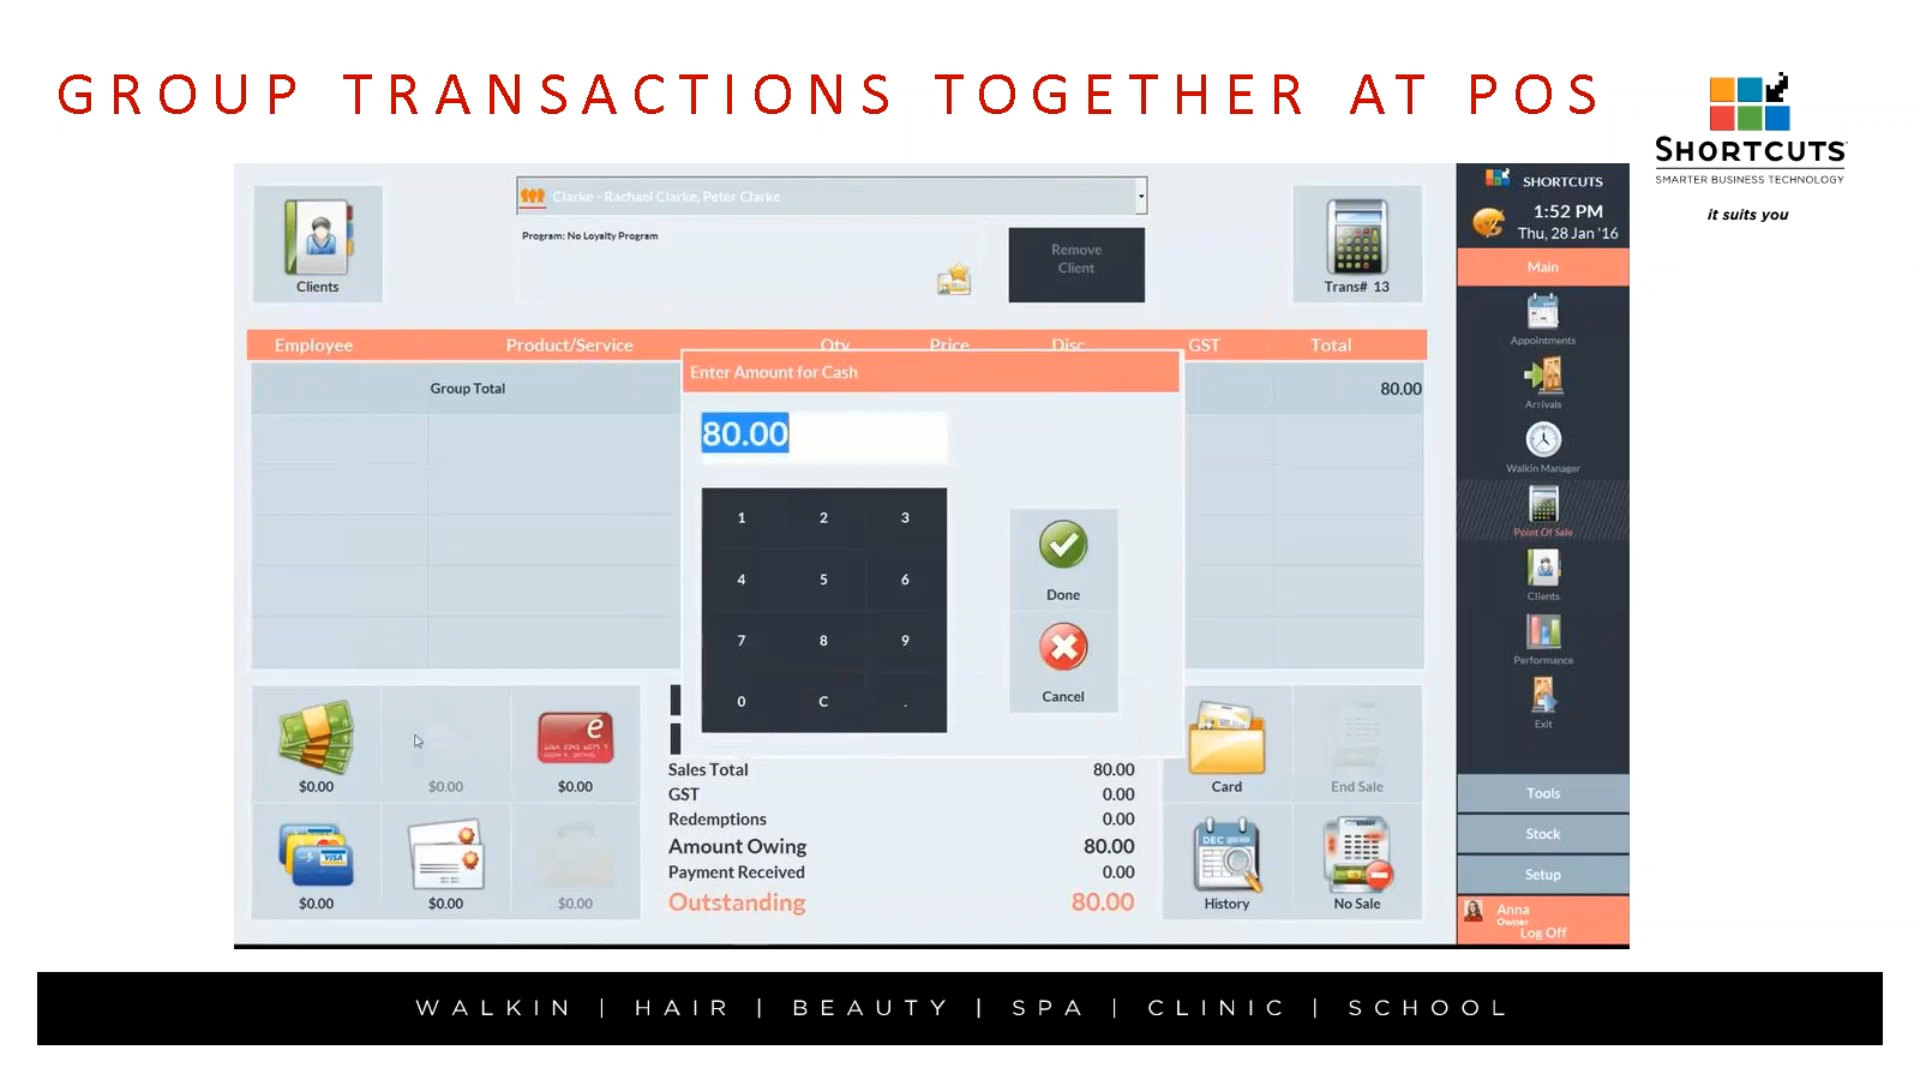 GROUP TRANSACTIONS TOGETHER AT POS
SHORTCUTS
SMARTER BUSINESS TECHNOLOGY
it suits you
Clarke - Rachael Clarke, Peter Clarke
Program: No Loyalty Program
Clients
Remove
Client
Trans# 13
Employee Product/Service Qty Price Disc GST Total
Group Total 80.00
Enter Amount for Cash
80.00
1 2 3
4 5 6
7 8 9
0 C .
Done
Cancel
$0.00 $0.00 $0.00
$0.00 $0.00 $0.00
VISA
Sales Total 80.00
GST 0.00
Redemptions 0.00
Amount Owing 80.00
Payment Received 0.00
Outstanding 80.00
Card
End Sale
DEC
History
No Sale
SHORTCUTS
1:52 PM
Thu, 28 Jan '16
Main
Appointments
Arrivals
Walkin Manager
Point Of Sale
Clients
Performance
Exit
Tools
Stock
Setup
Anna
Owner
Log Off
WALKIN | HAIR | BEAUTY | SPA | CLINIC | SCHOOL